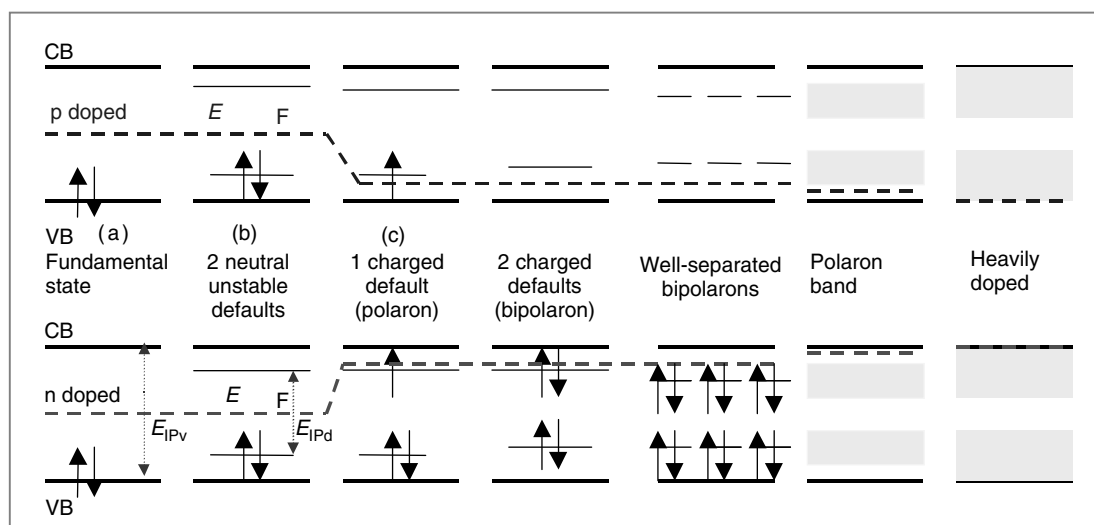 CB
p doped
E F
VB (a) (b) (c)
Fundamental
state
2 neutral
unstable
defaults
1 charged
default
(polaron)
2 charged
defaults
(bipolaron)
Well-separated
bipolarons
Polaron
band
Heavily
doped
CB
n doped
E F
EIPv EIPd
VB